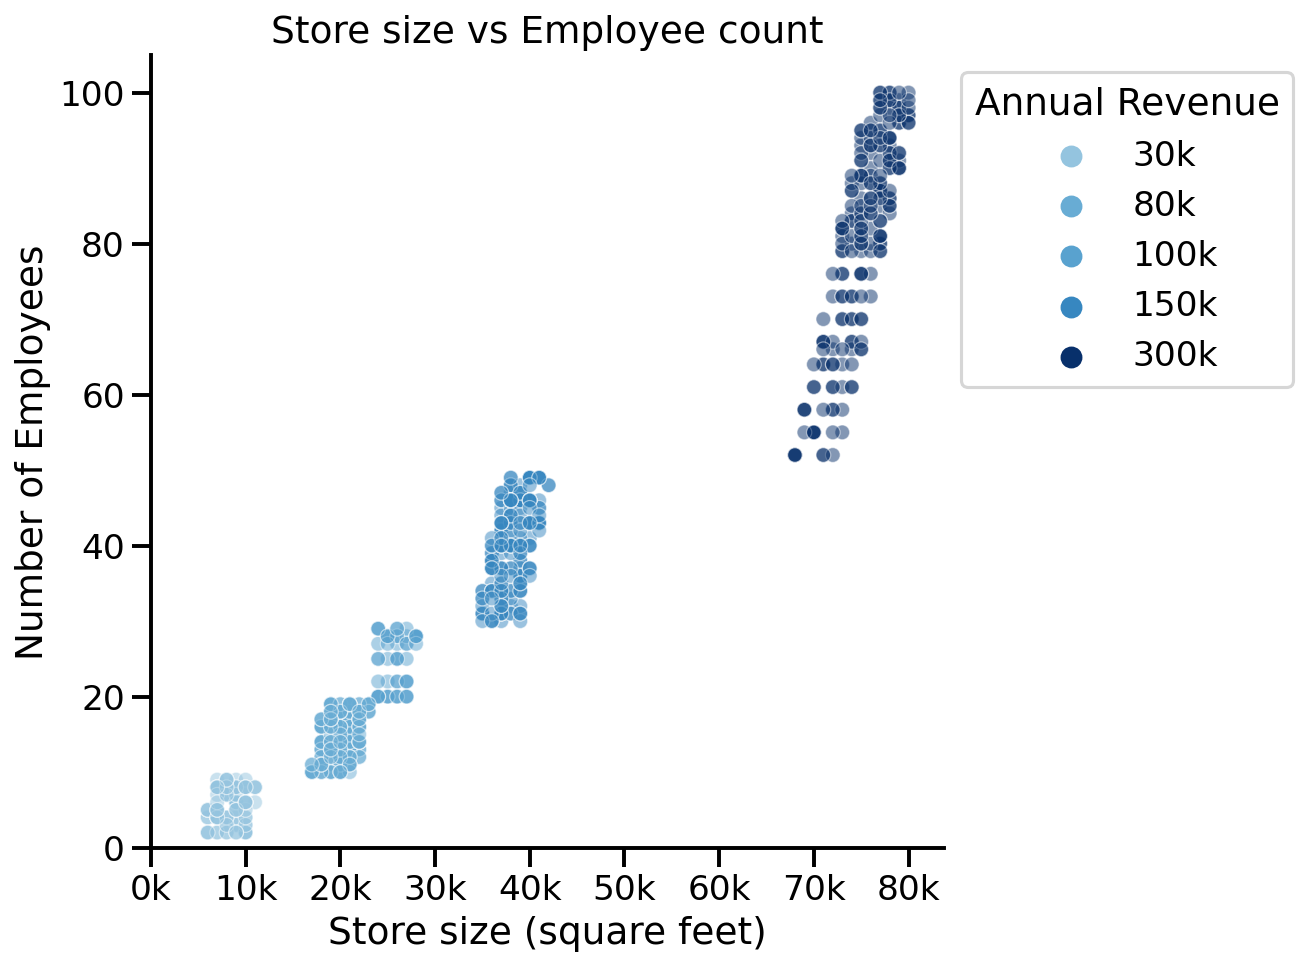 Store size vs Employee count
Number of Employees
100
80
60
40
20
0
0k 10k 20k 30k 40k 50k 60k 70k 80k
Store size (square feet)
Annual Revenue
30k
80k
100k
150k
300k